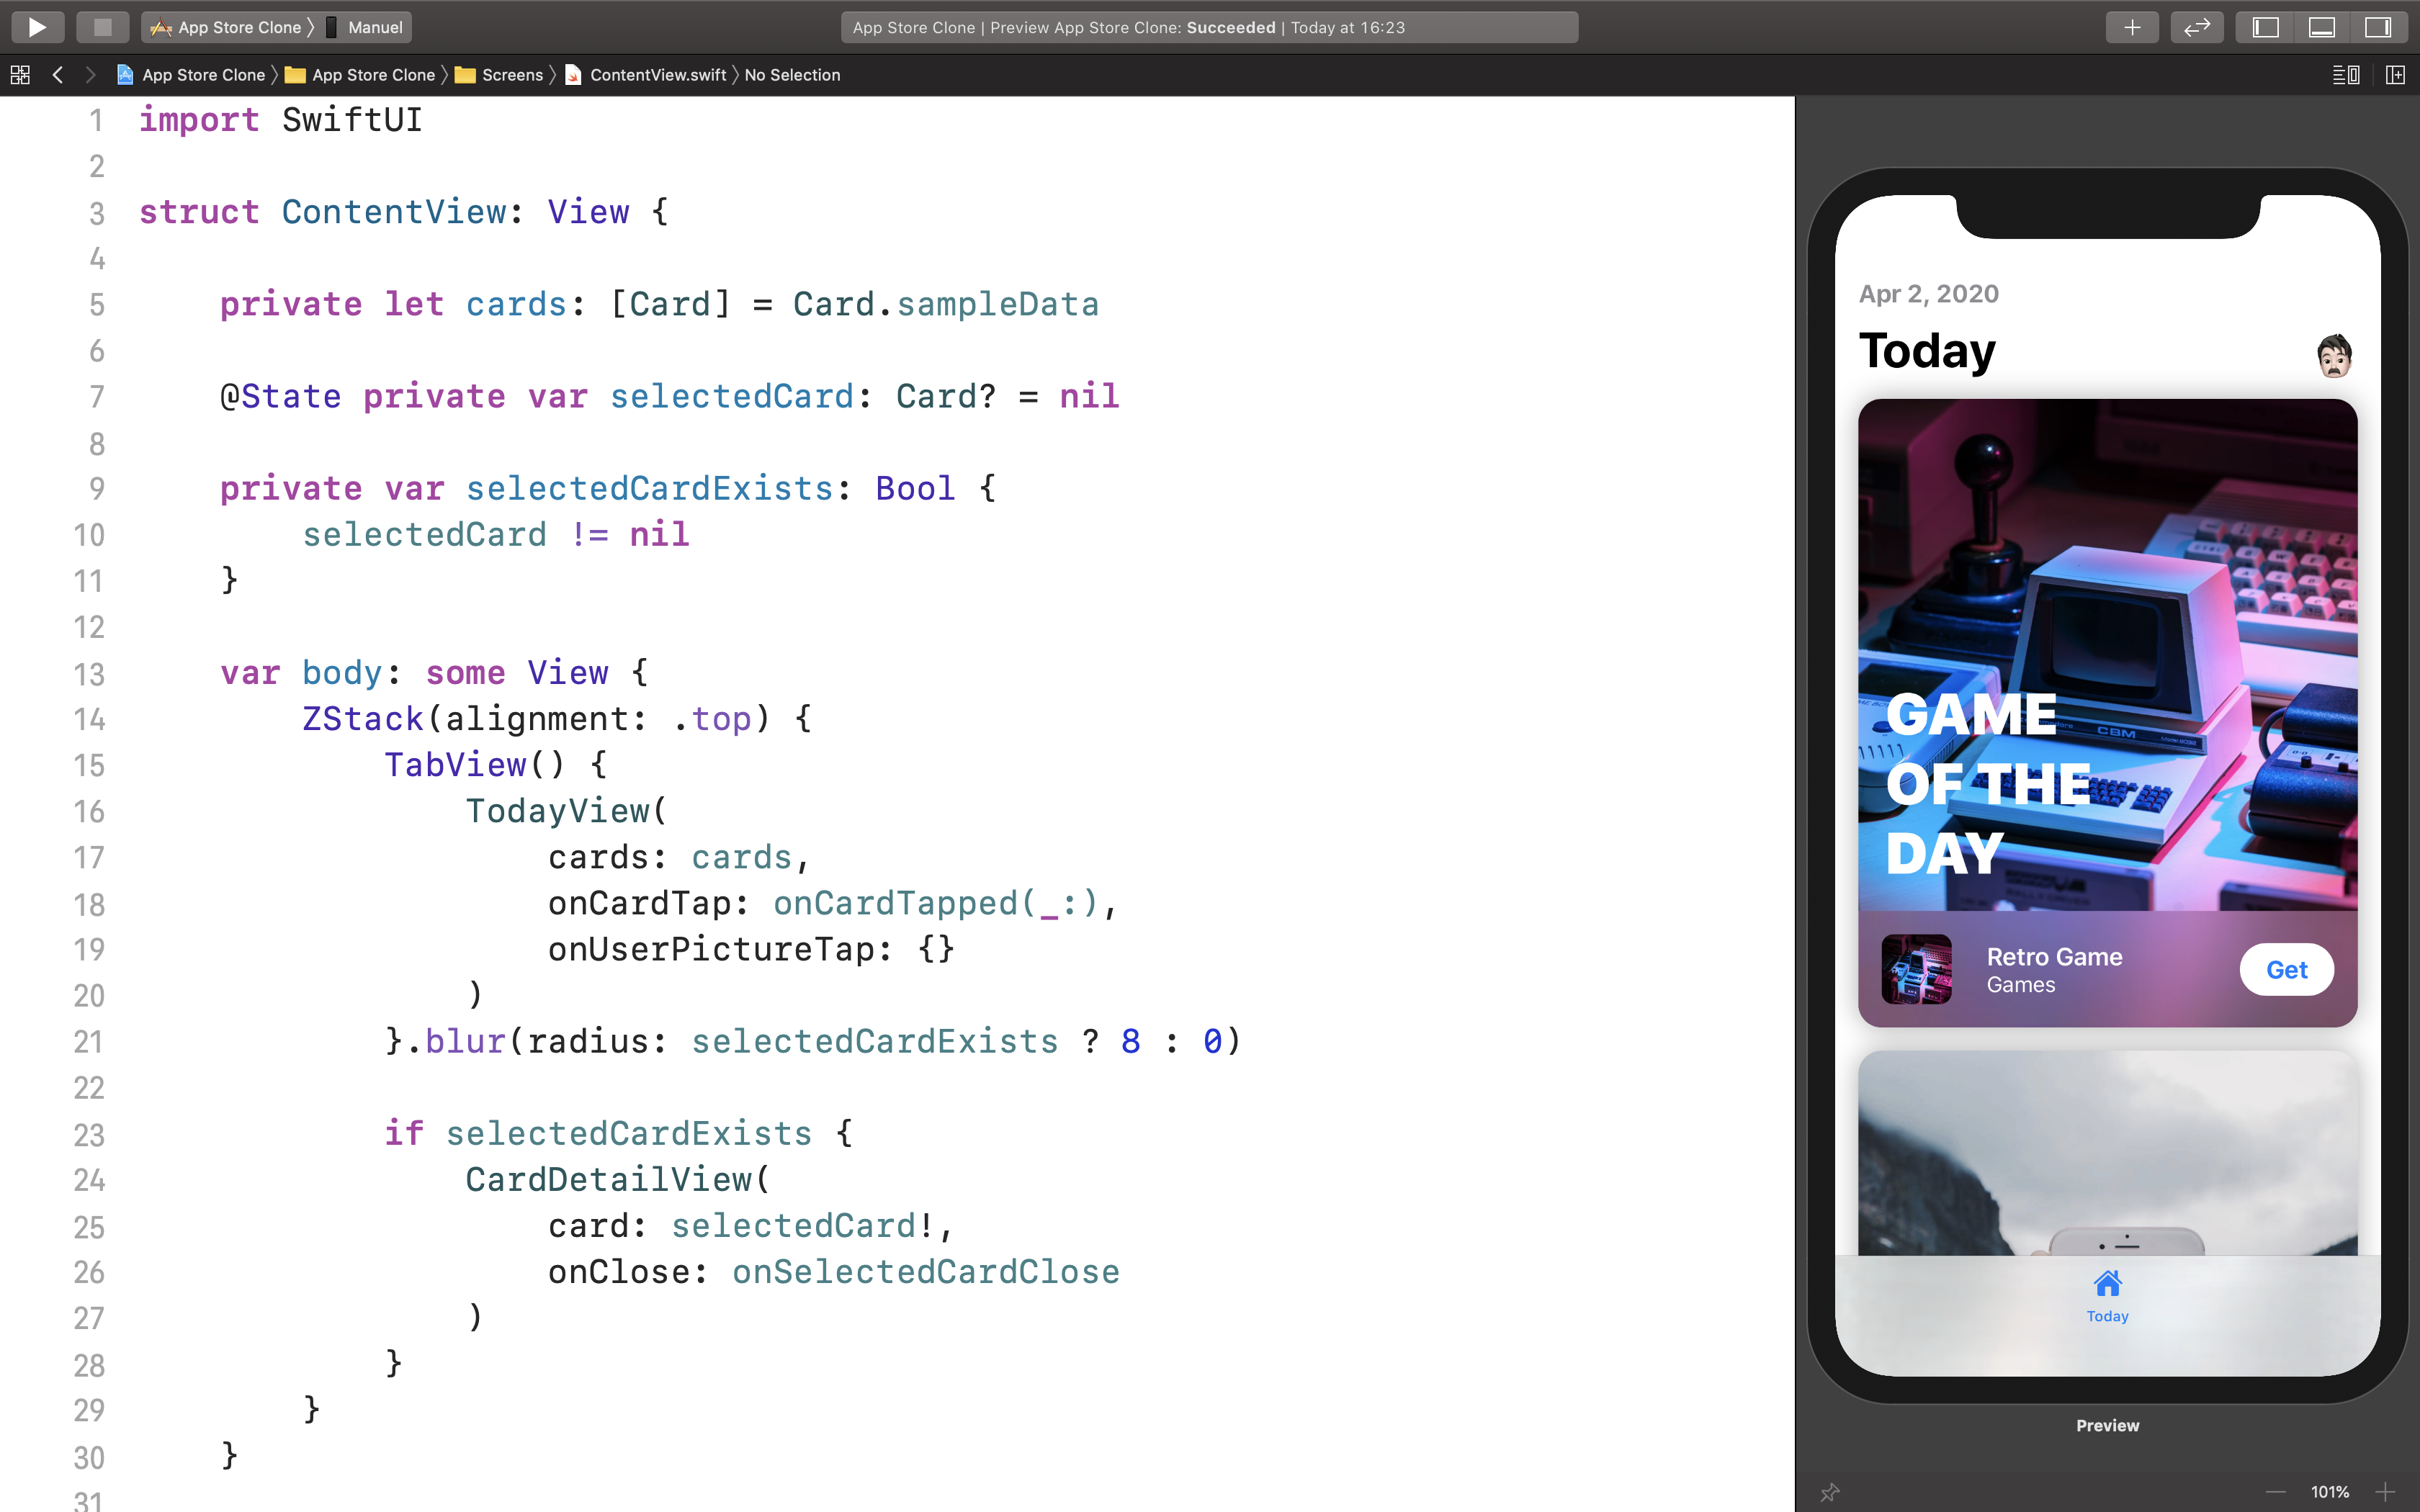 App Store Clone
Manuel
App Store Clone | Preview App Store Clone: Succeeded | Today at 16:23
App Store Clone
App Store Clone
Screens
ContentView.swift
No Selection
1 import SwiftUI
2
3 struct ContentView: View {
4
5 private let cards: [Card] = Card.sampleData
6
7 @State private var selectedCard: Card? = nil
8
9 private var selectedCardExists: Bool {
10 selectedCard != nil
11 }
12
13 var body: some View {
14 ZStack(alignment: .top) {
15 TabView() {
16 TodayView(
17 cards: cards,
18 onCardTap: onCardTapped(_:),
19 onUserPictureTap: {}
20 )
21 }.blur(radius: selectedCardExists ? 8 : 0)
22
23 if selectedCardExists {
24 CardDetailView(
25 card: selectedCard!,
26 onClose: onSelectedCardClose
27 )
28 }
29 }
30 }
31
Apr 2, 2020
Today
CBM
GAME
OF THE
DAY
Retro Game
Games
Get
Today
Preview
101%